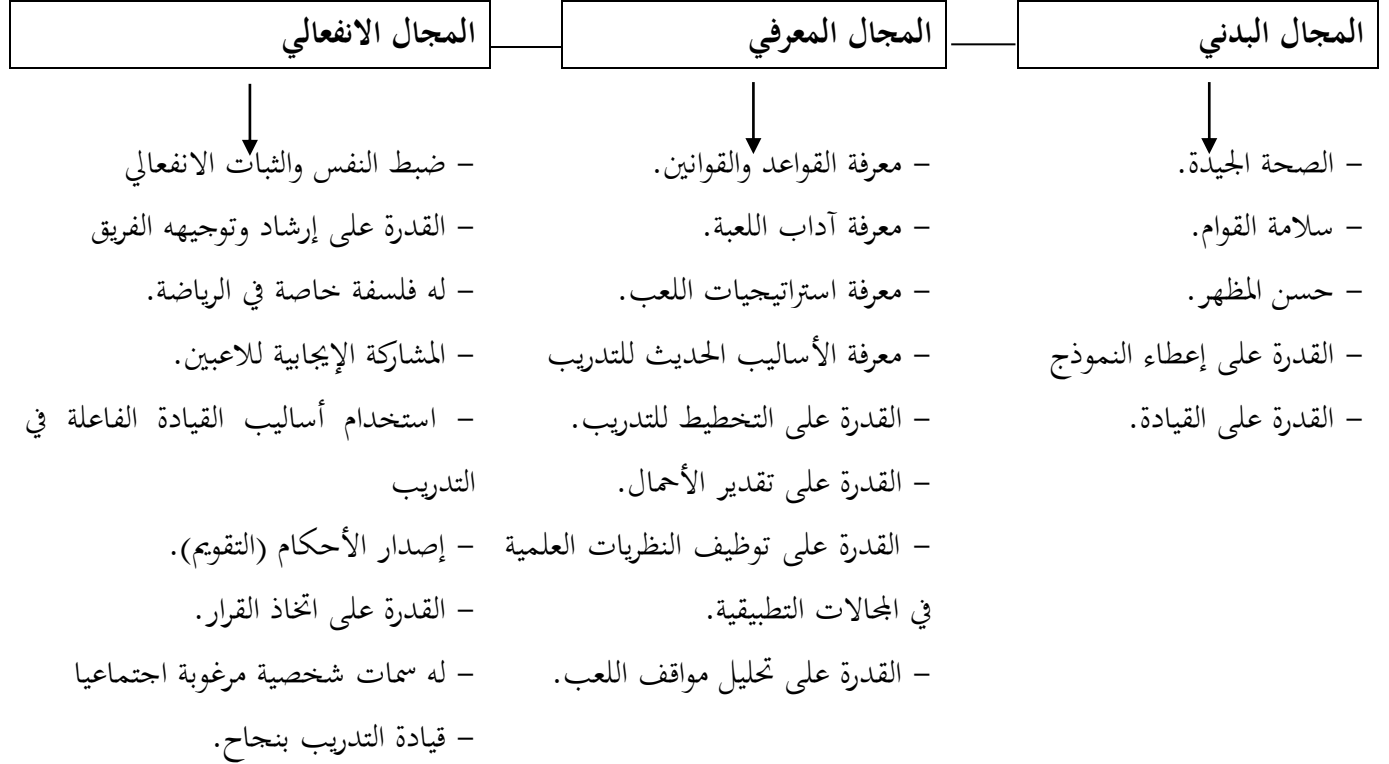 المجال البدني
– الصحة الجيدة.
– سلامة القوام.
– حسن المظهر.
– القدرة على إعطاء النموذج
– القدرة على القيادة.
المجال المعرفي
– معرفة القواعد والقوانين.
– معرفة آداب اللعبة.
– معرفة استراتيجيات اللعب.
– معرفة الأساليب الحديث للتدريب
– القدرة على التخطيط للتدريب.
– القدرة على تقدير الأحمال.
– القدرة على توظيف النظريات العلمية
في المجالات التطبيقية.
– القدرة على تحليل مواقف اللعب.
المجال الانفعالي
– ضبط النفس والثبات الانفعالي
– القدرة على إرشاد وتوجيهه الفريق
– له فلسفة خاصة في الرياضة.
– المشاركة الإيجابية للاعبين.
– استخدام أساليب القيادة الفاعلة في
التدريب
– إصدار الأحكام (التقويم).
– القدرة على اتخاذ القرار.
– له سمات شخصية مرغوبة اجتماعيا
– قيادة التدريب بنجاح.